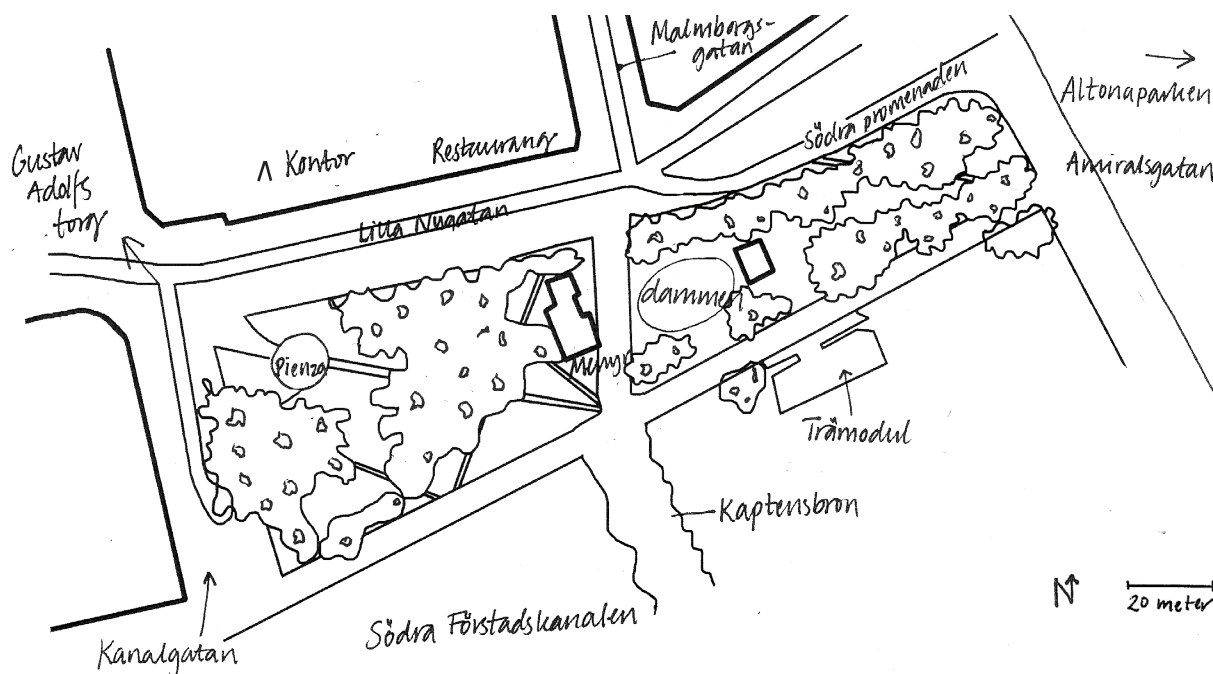 Malmborgs-
gatan
Södra promenaden
Altonaparken
Gustav
Adolfs
torg
Kontor
Restaurang
Amiralsgatan
Lilla Nygatan
dammen
Pienza
Trämodul
Kaptensbron
N
20 meter
Södra Förstadskanalen
Kanalgatan